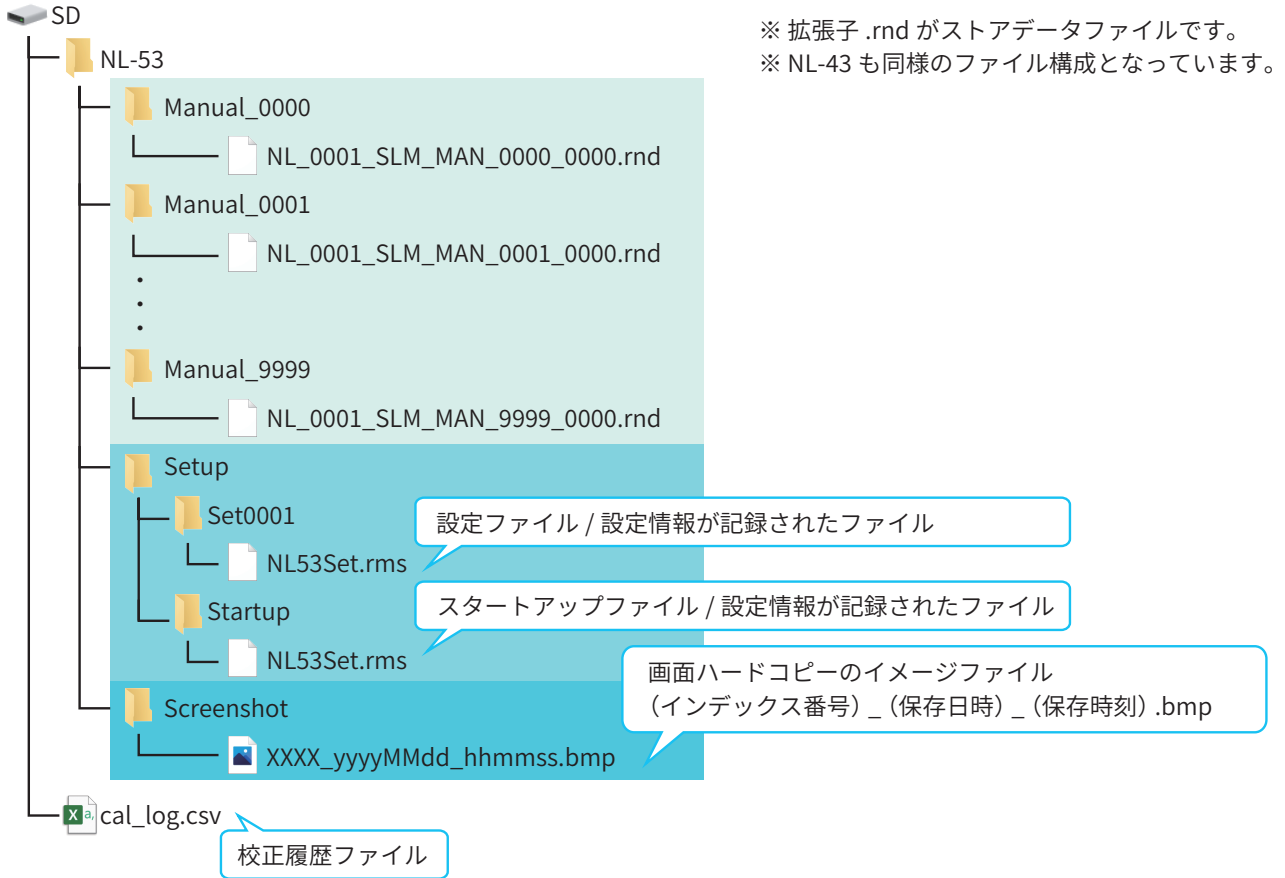 SD
※ 拡張子 .rnd がストアデータファイルです。
※ NL-43 も同様のファイル構成となっています。
NL-53
Manual_0000
NL_0001_SLM_MAN_0000_0000.rnd
Manual_0001
NL_0001_SLM_MAN_0001_0000.rnd
Manual_9999
NL_0001_SLM_MAN_9999_0000.rnd
Setup
Set0001
設定ファイル / 設定情報が記録されたファイル
NL53Set.rms
Startup
スタートアップファイル / 設定情報が記録されたファイル
NL53Set.rms
画面ハードコピーのイメージファイル
（インデックス番号）_（保存日時）_（保存時刻）.bmp
Screenshot
XXXX_yyyyMMdd_hhmmss.bmp
X a,
cal_log.csv
校正履歴ファイル